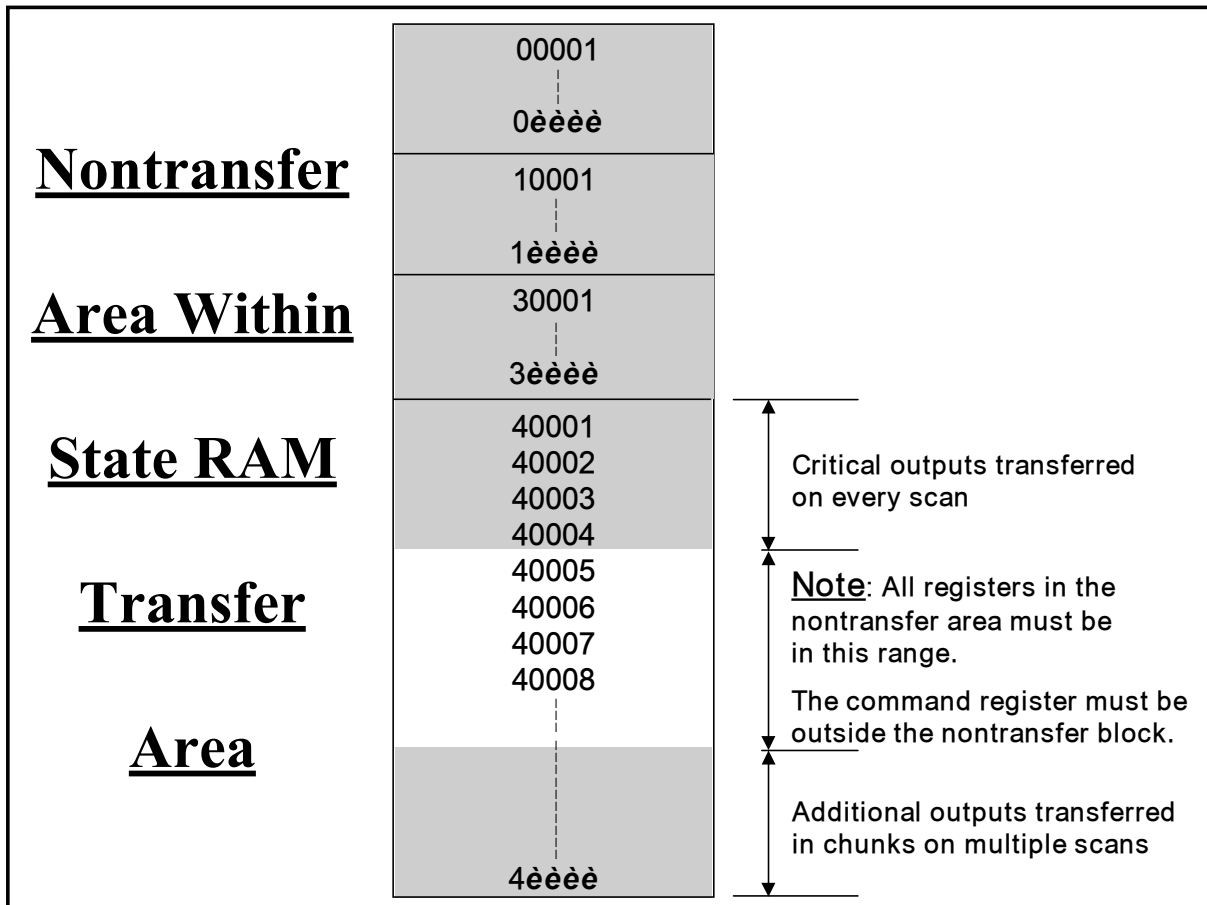 Nontransfer
Area Within
State RAM
Transfer
Area
00001
0èèèè
10001
1èèèè
30001
3èèèè
40001
40002
40003
40004
40005
40006
40007
40008
4èèèè
Critical outputs transferred
on every scan
Note: All registers in the
nontransfer area must be
in this range.
The command register must be
outside the nontransfer block.
Additional outputs transferred
in chunks on multiple scans